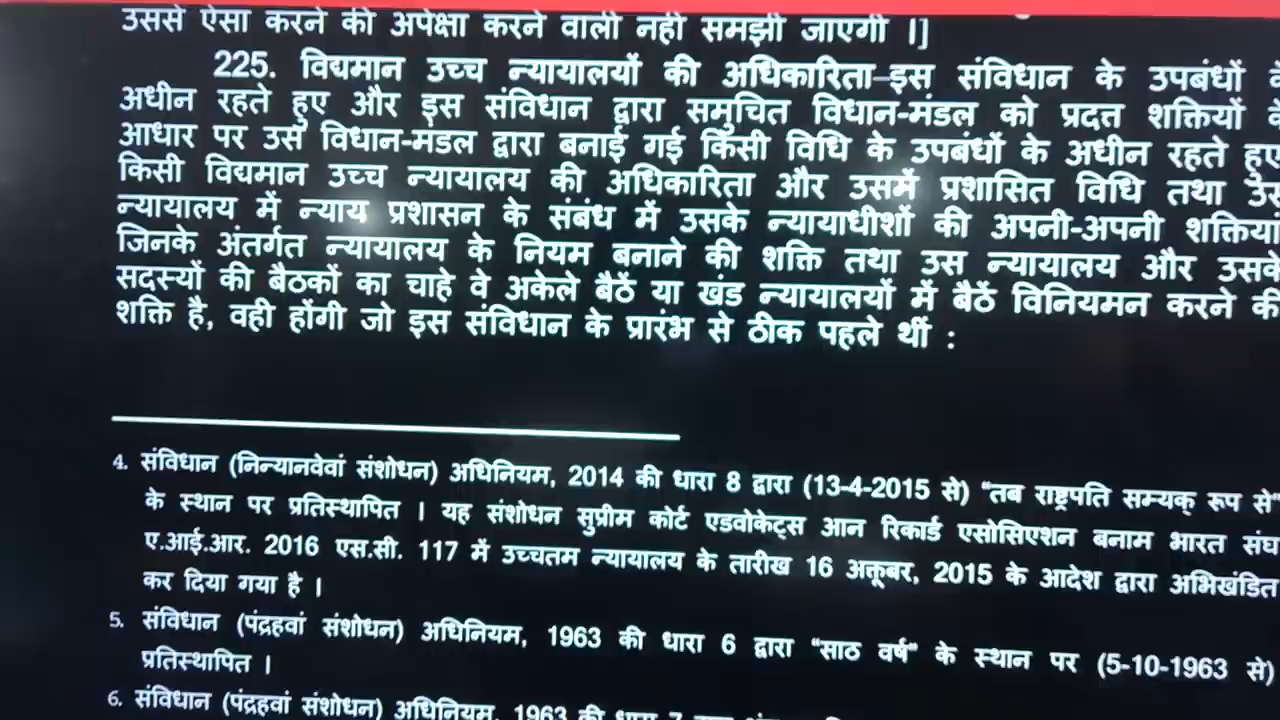 उससे ऐसा करने की अपेक्षा करने वाली नहीं समझी जाएगी ।]
225. विद्यमान उच्च न्यायालयों की अधिकारिता–इस संविधान के उपबंधों के
अधीन रहते हुए और इस संविधान द्वारा समुचित विधान-मंडल को प्रदत्त शक्तियों के
आधार पर उस विधान-मंडल द्वारा बनाई गई किसी विधि के उपबंधों के अधीन रहते हुए,
किसी विद्यमान उच्च न्यायालय की अधिकारिता और उसमें प्रशासित विधि तथा उस
न्यायालय में न्याय प्रशासन के संबंध में उसके न्यायाधीशों की अपनी-अपनी शक्तियां,
जिनके अंतर्गत न्यायालय के नियम बनाने की शक्ति तथा उस न्यायालय और उसके
सदस्यों की बैठकों का चाहे वे अकेले बैठें या खंड न्यायालयों में बैठें विनियमन करने की
शक्ति है, वही होंगी जो इस संविधान के प्रारंभ से ठीक पहले थीं :
4. संविधान (निन्यानवेवां संशोधन) अधिनियम, 2014 की धारा 8 द्वारा (13-4-2015 से) “तब राष्ट्रपति सम्यक् रूप से”
के स्थान पर प्रतिस्थापित । यह संशोधन सुप्रीम कोर्ट एडवोकेट्स आन रिकार्ड एसोसिएशन बनाम भारत संघ
ए.आई.आर. 2016 एस.सी. 117 में उच्चतम न्यायालय के तारीख 16 अक्तूबर, 2015 के आदेश द्वारा अभिखंडित
कर दिया गया है ।
5. संविधान (पंद्रहवां संशोधन) अधिनियम, 1963 की धारा 6 द्वारा “साठ वर्ष” के स्थान पर (5-10-1963 से)
प्रतिस्थापित ।
6. संविधान (पंद्रहवां संशोधन) अधिनियम, 1963 की धारा 7